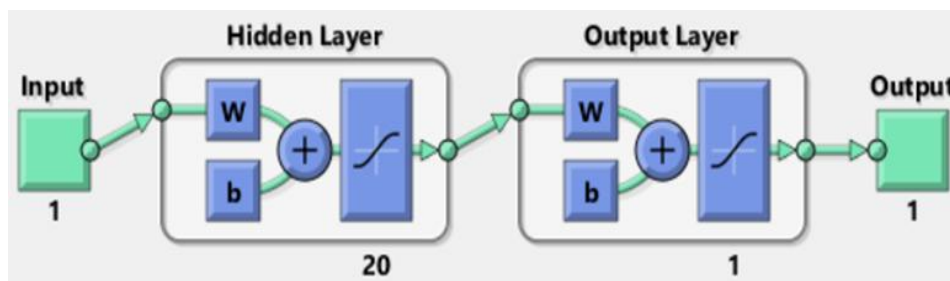 Hidden Layer
Output Layer
Input
Output
W
W
+
+
b
b
1
1
20
1